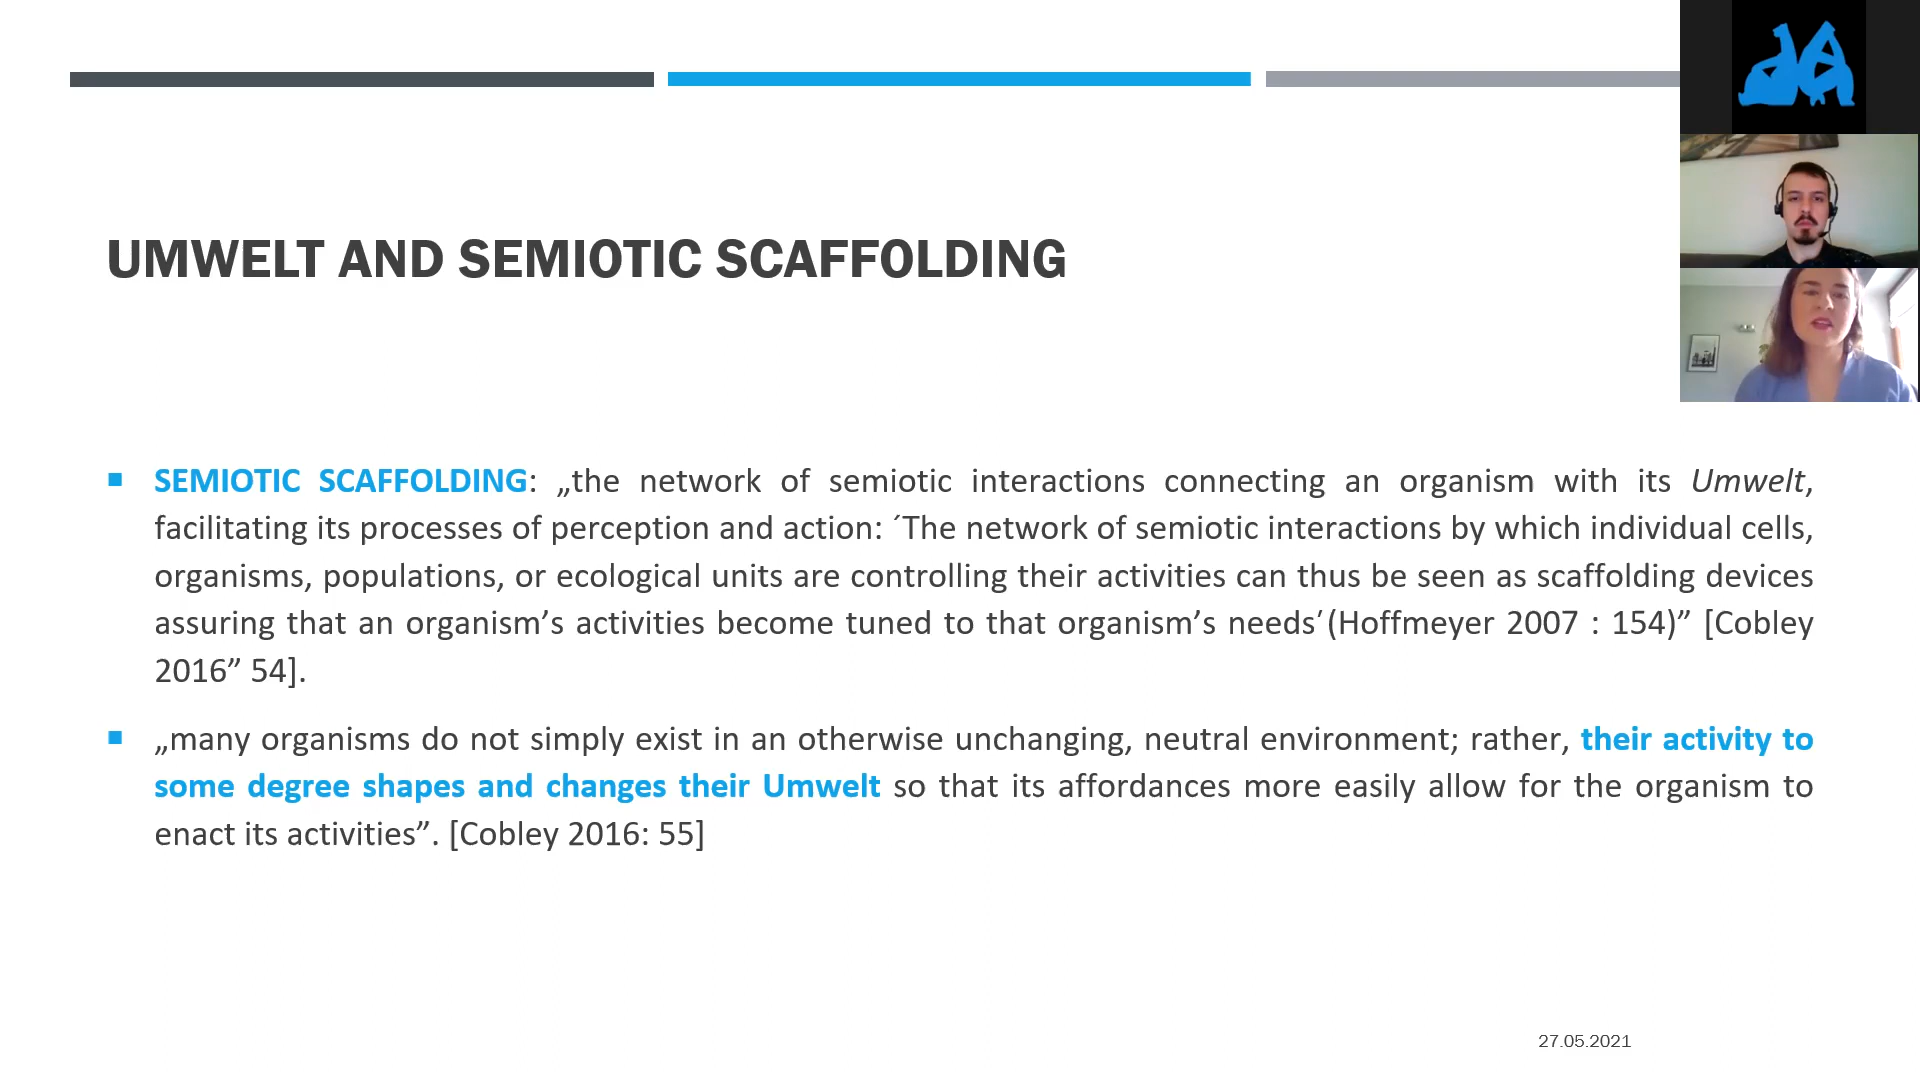 UMWELT AND SEMIOTIC SCAFFOLDING
SEMIOTIC SCAFFOLDING: „the network of semiotic interactions connecting an organism with its Umwelt,
facilitating its processes of perception and action: ´The network of semiotic interactions by which individual cells,
organisms, populations, or ecological units are controlling their activities can thus be seen as scaffolding devices
assuring that an organism’s activities become tuned to that organism’s needs´(Hoffmeyer 2007 : 154)” [Cobley
2016” 54].
„many organisms do not simply exist in an otherwise unchanging, neutral environment; rather, their activity to
some degree shapes and changes their Umwelt so that its affordances more easily allow for the organism to
enact its activities”. [Cobley 2016: 55]
27.05.2021